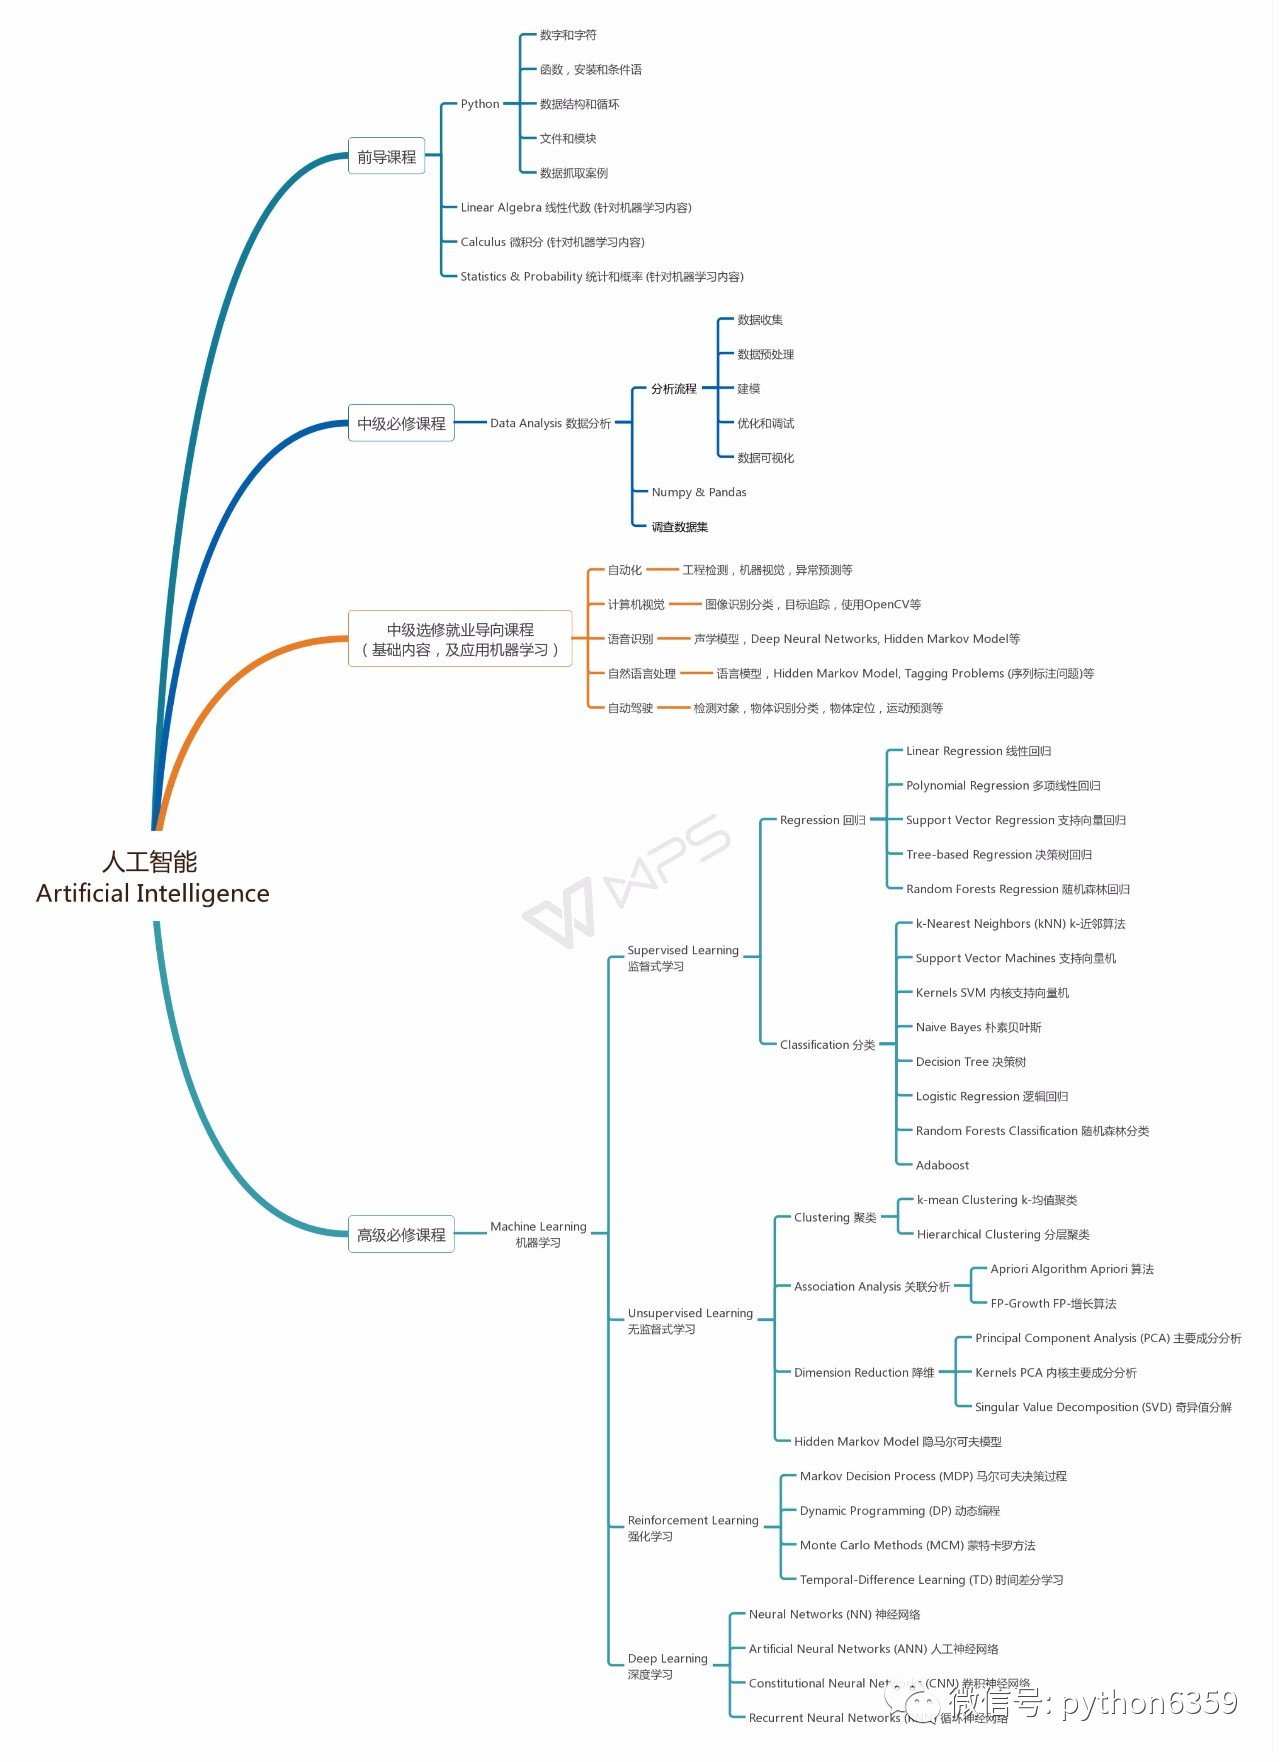 数字和字符
函数，安装和条件语
Python
数据结构和循环
文件和模块
前导课程
数据抓取案例
Linear Algebra 线性代数 (针对机器学习内容)
Calculus 微积分 (针对机器学习内容)
Statistics & Probability 统计和概率 (针对机器学习内容)
数据收集
数据预处理
分析流程
建模
中级必修课程
Data Analysis 数据分析
优化和调试
数据可视化
Numpy & Pandas
调查数据集
自动化
工程检测，机器视觉，异常预测等
计算机视觉
图像识别分类，目标追踪，使用OpenCV等
中级选修就业导向课程
（基础内容，及应用机器学习）
语音识别
声学模型，Deep Neural Networks, Hidden Markov Model等
自然语言处理
语言模型，Hidden Markov Model, Tagging Problems (序列标注问题)等
自动驾驶
检测对象，物体识别分类，物体定位，运动预测等
Linear Regression 线性回归
Polynomial Regression 多项线性回归
Regression 回归
Support Vector Regression 支持向量回归
Tree-based Regression 决策树回归
Random Forests Regression 随机森林回归
人工智能
Artificial Intelligence
WPS
k-Nearest Neighbors (kNN) k-近邻算法
Supervised Learning
监督式学习
Support Vector Machines 支持向量机
Kernels SVM 内核支持向量机
Naive Bayes 朴素贝叶斯
Classification 分类
Decision Tree 决策树
Logistic Regression 逻辑回归
Random Forests Classification 随机森林分类
Adaboost
高级必修课程
Machine Learning
机器学习
k-mean Clustering k-均值聚类
Clustering 聚类
Hierarchical Clustering 分层聚类
Apriori Algorithm Apriori 算法
Association Analysis 关联分析
FP-Growth FP-增长算法
Unsupervised Learning
无监督式学习
Principal Component Analysis (PCA) 主要成分分析
Dimension Reduction 降维
Kernels PCA 内核主要成分分析
Singular Value Decomposition (SVD) 奇异值分解
Hidden Markov Model 隐马尔可夫模型
Markov Decision Process (MDP) 马尔可夫决策过程
Dynamic Programming (DP) 动态编程
Reinforcement Learning
强化学习
Monte Carlo Methods (MCM) 蒙特卡罗方法
Temporal-Difference Learning (TD) 时间差分学习
Neural Networks (NN) 神经网络
Artificial Neural Networks (ANN) 人工神经网络
Deep Learning
深度学习
Constitutional Neural Networks (CNN) 卷积神经网络
微信号: python6359
Recurrent Neural Networks (RNN) 循环神经网络